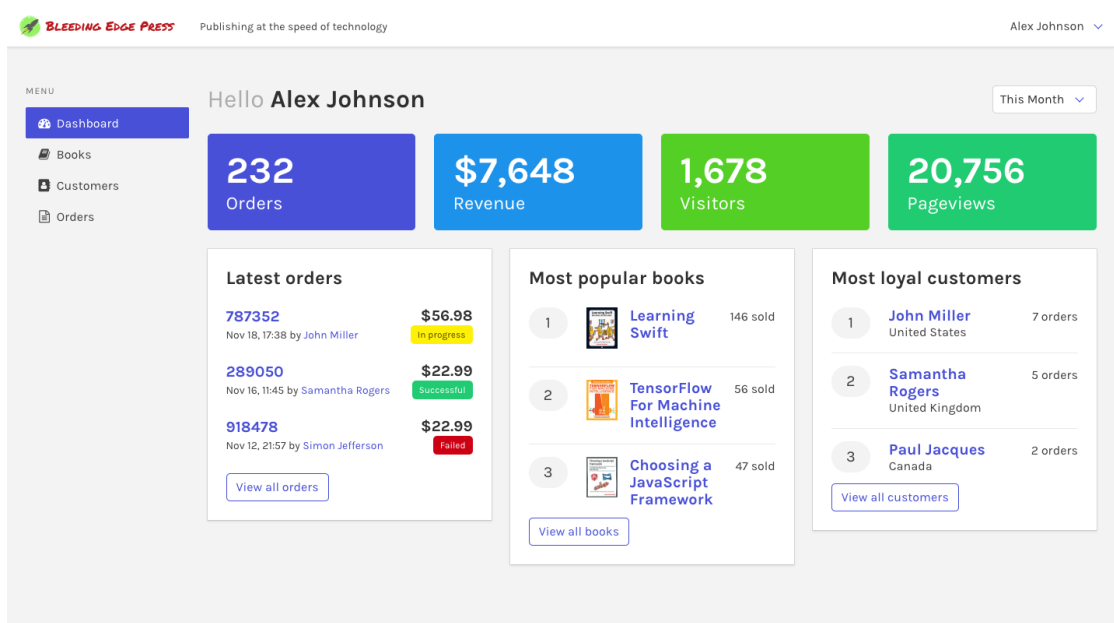 Bleeding Edge Press
Publishing at the speed of technology
Alex Johnson
MENU
Dashboard
Books
Customers
Orders
Hello Alex Johnson
This Month
232
Orders
$7,648
Revenue
1,678
Visitors
20,756
Pageviews
Latest orders
787352
$56.98
Nov 18, 17:38 by John Miller
In progress
289050
$22.99
Nov 16, 11:45 by Samantha Rogers
Successful
918478
$22.99
Nov 12, 21:57 by Simon Jefferson
Failed
View all orders
Most popular books
1
Learning
Swift
146 sold
2
TensorFlow
For Machine
Intelligence
56 sold
3
Choosing a
JavaScript
Framework
47 sold
View all books
Most loyal customers
1
John Miller
United States
7 orders
2
Samantha
Rogers
United Kingdom
5 orders
3
Paul Jacques
Canada
2 orders
View all customers